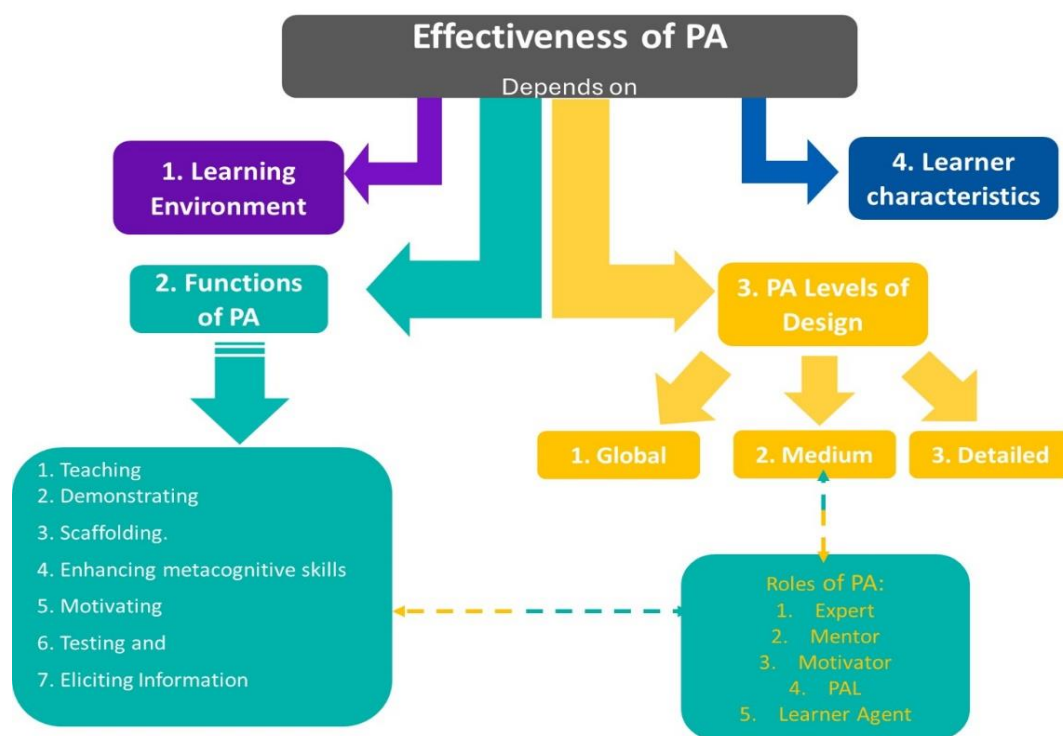 Effectiveness of PA
Depends on
1. Learning
Environment
4. Learner
characteristics
2. Functions
of PA
3. PA Levels of
Design
1. Global
2. Medium
3. Detailed
1. Teaching
2. Demonstrating
3. Scaffolding.
4. Enhancing metacognitive skills
5. Motivating
6. Testing and
7. Eliciting Information
Roles of PA:
1. Expert
2. Mentor
3. Motivator
4. PAL
5. Learner Agent